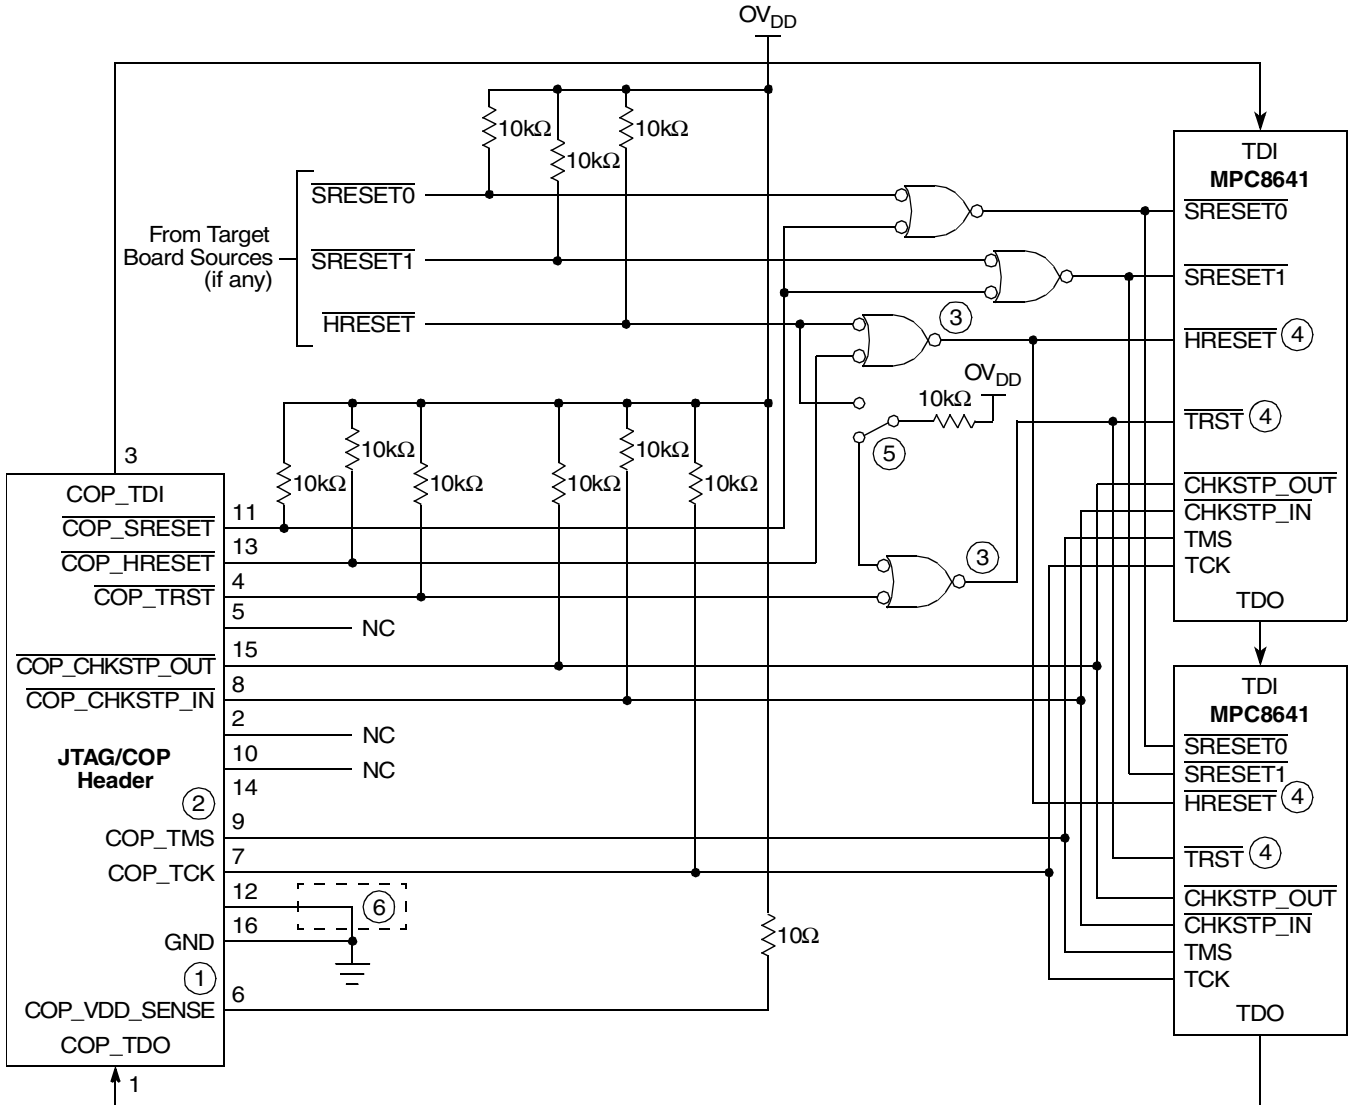 OVDD
10kΩ
10kΩ
10kΩ
From Target
Board Sources
(if any)
SRESET0
SRESET1
HRESET
3
OVDD
10kΩ
5
3
TDI
MPC8641
SRESET0
SRESET1
HRESET 4
TRST 4
CHKSTP_OUT
CHKSTP_IN
TMS
TCK
TDO
10kΩ
10kΩ
10kΩ
10kΩ
10kΩ
10kΩ
3
COP_TDI
COP_SRESET 11
COP_HRESET 13
COP_TRST 4
5 NC
COP_CHKSTP_OUT 15
COP_CHKSTP_IN 8
2 NC
10 NC
JTAG/COP
Header
14
2
COP_TMS 9
COP_TCK 7
12 6
GND 16
1
COP_VDD_SENSE 6
COP_TDO
1
10Ω
TDI
MPC8641
SRESET0
SRESET1
HRESET 4
TRST 4
CHKSTP_OUT
CHKSTP_IN
TMS
TCK
TDO